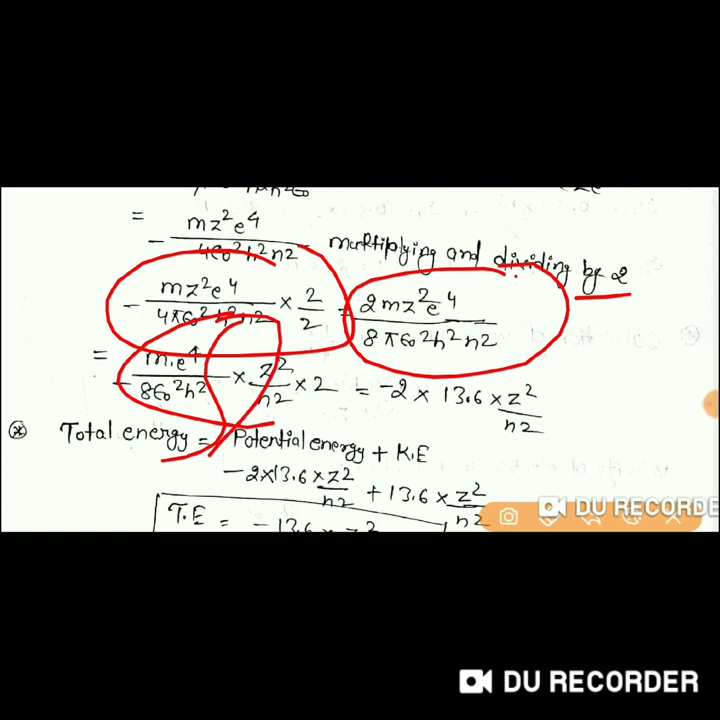 = - mz²e⁴ / 4ε₀²h²n2 multiplying and dividing by 2
- mz²e⁴ / 4πε₀²h²n2 × 2/2 = 2mz²e⁴ / 8πε₀²h²n2
= - m.e⁴ / 8ε₀²h² × z² / n2 × 2 = -2 × 13.6 × z² / n2
⊛ Total energy = Potential energy + K.E
-2×13.6 × z² / n2 + 13.6 × z² / n2
T.E = -13.6 × z²
DU RECORDE
DU RECORDER